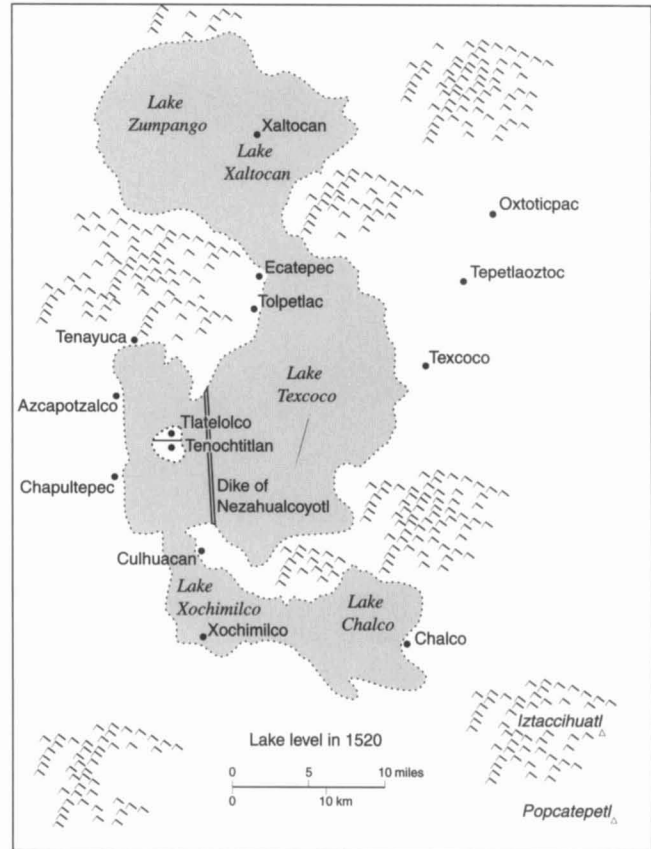 Lake
Zumpango
Xaltocan
Lake
Xaltocan
Oxtoticpac
Ecatepec
Tepetlaoztoc
Tolpetlac
Tenayuca
Texcoco
Lake
Texcoco
Azcapotzalco
Tlatelolco
Tenochtitlan
Chapultepec
Dike of
Nezahualcoyotl
Culhuacan
Lake
Xochimilco
Lake
Chalco
Xochimilco
Chalco
Iztaccihuatl
Lake level in 1520
0 5 10 miles
0 10 km
Popcatepetl